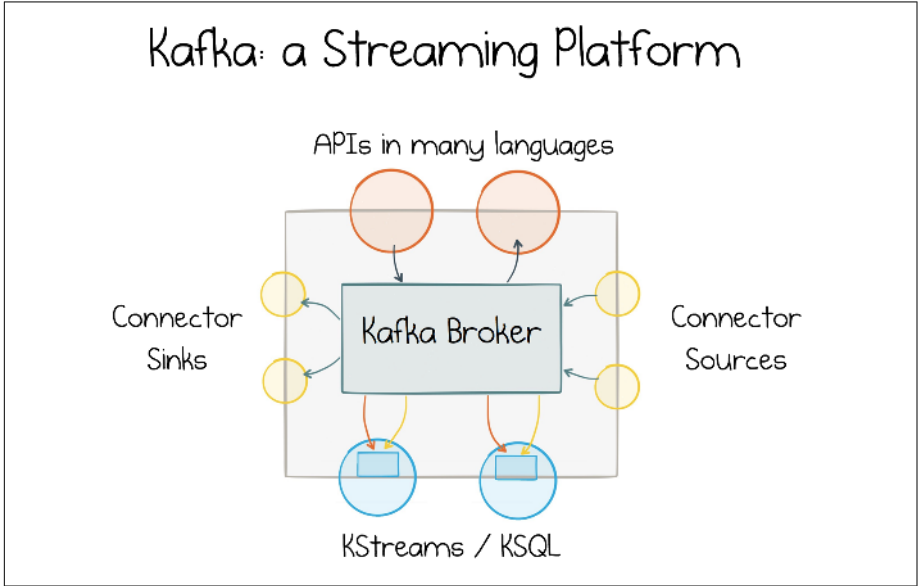 Kafka: a Streaming Platform
APIs in many languages
Connector
Sinks
Kafka Broker
Connector
Sources
KStreams / KSQL